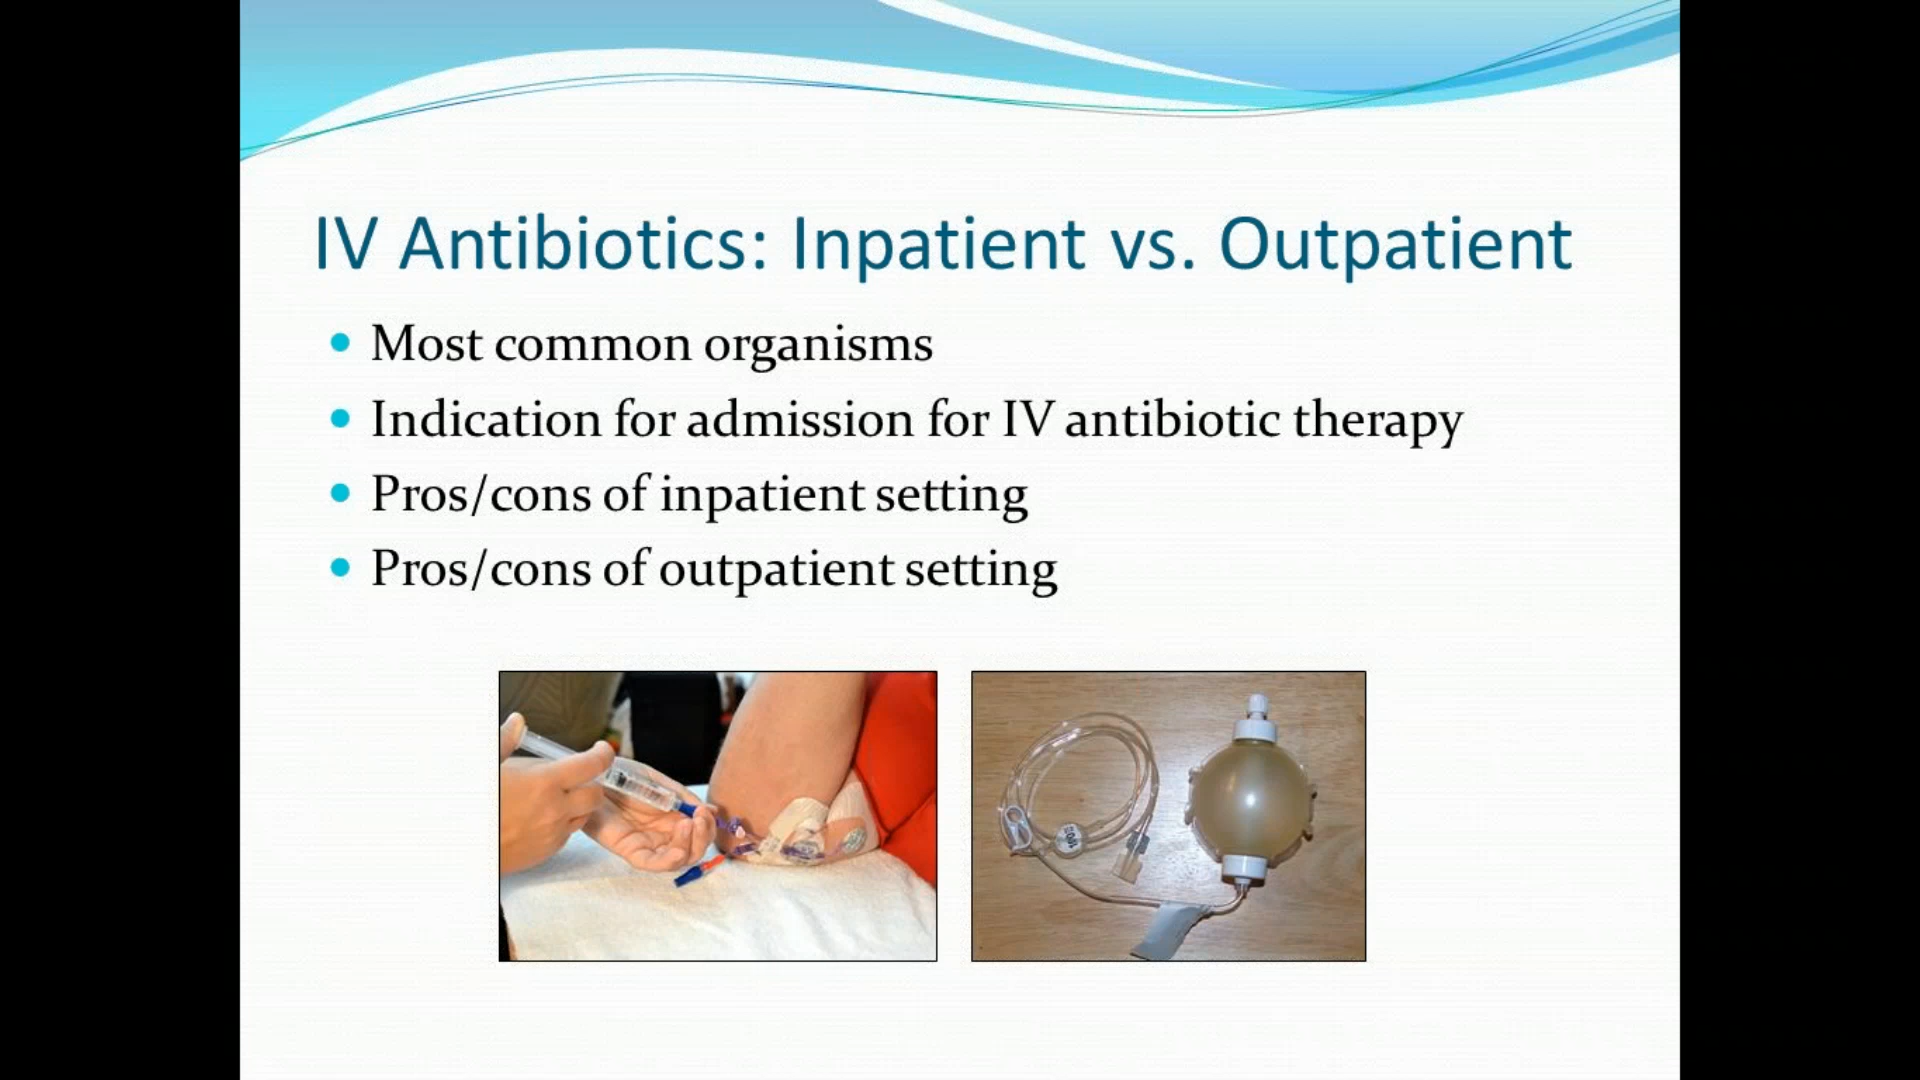 IV Antibiotics: Inpatient vs. Outpatient
Most common organisms
Indication for admission for IV antibiotic therapy
Pros/cons of inpatient setting
Pros/cons of outpatient setting